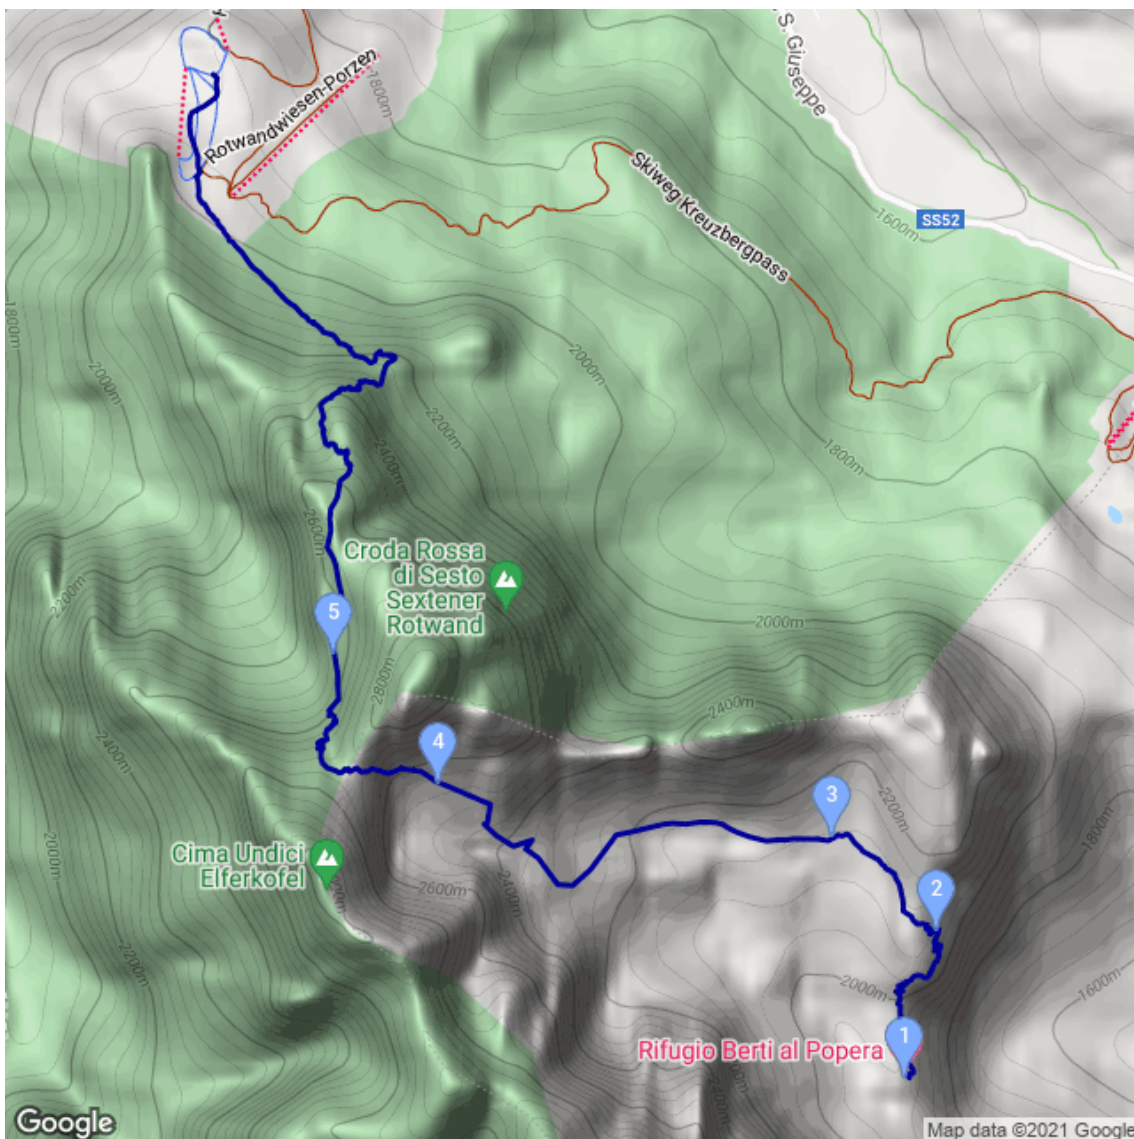 S. Giuseppe
1800m
Rotwandwiesen-Porzen
Skiweg Kreuzbergpass
1600m
SS52
1800m
2000m
2000m
2200m
1800m
2400m
2600m
Croda Rossa
di Sesto
Sextener
Rotwand
2200m
5
2000m
2800m
2400m
2400m
4
3
2200m
1800m
2000m
Cima Undici
Elferkofel
2600m
2400m
2
2200m
2000m
1600m
1
Rifugio Berti al Popera
Google
Map data ©2021 Google